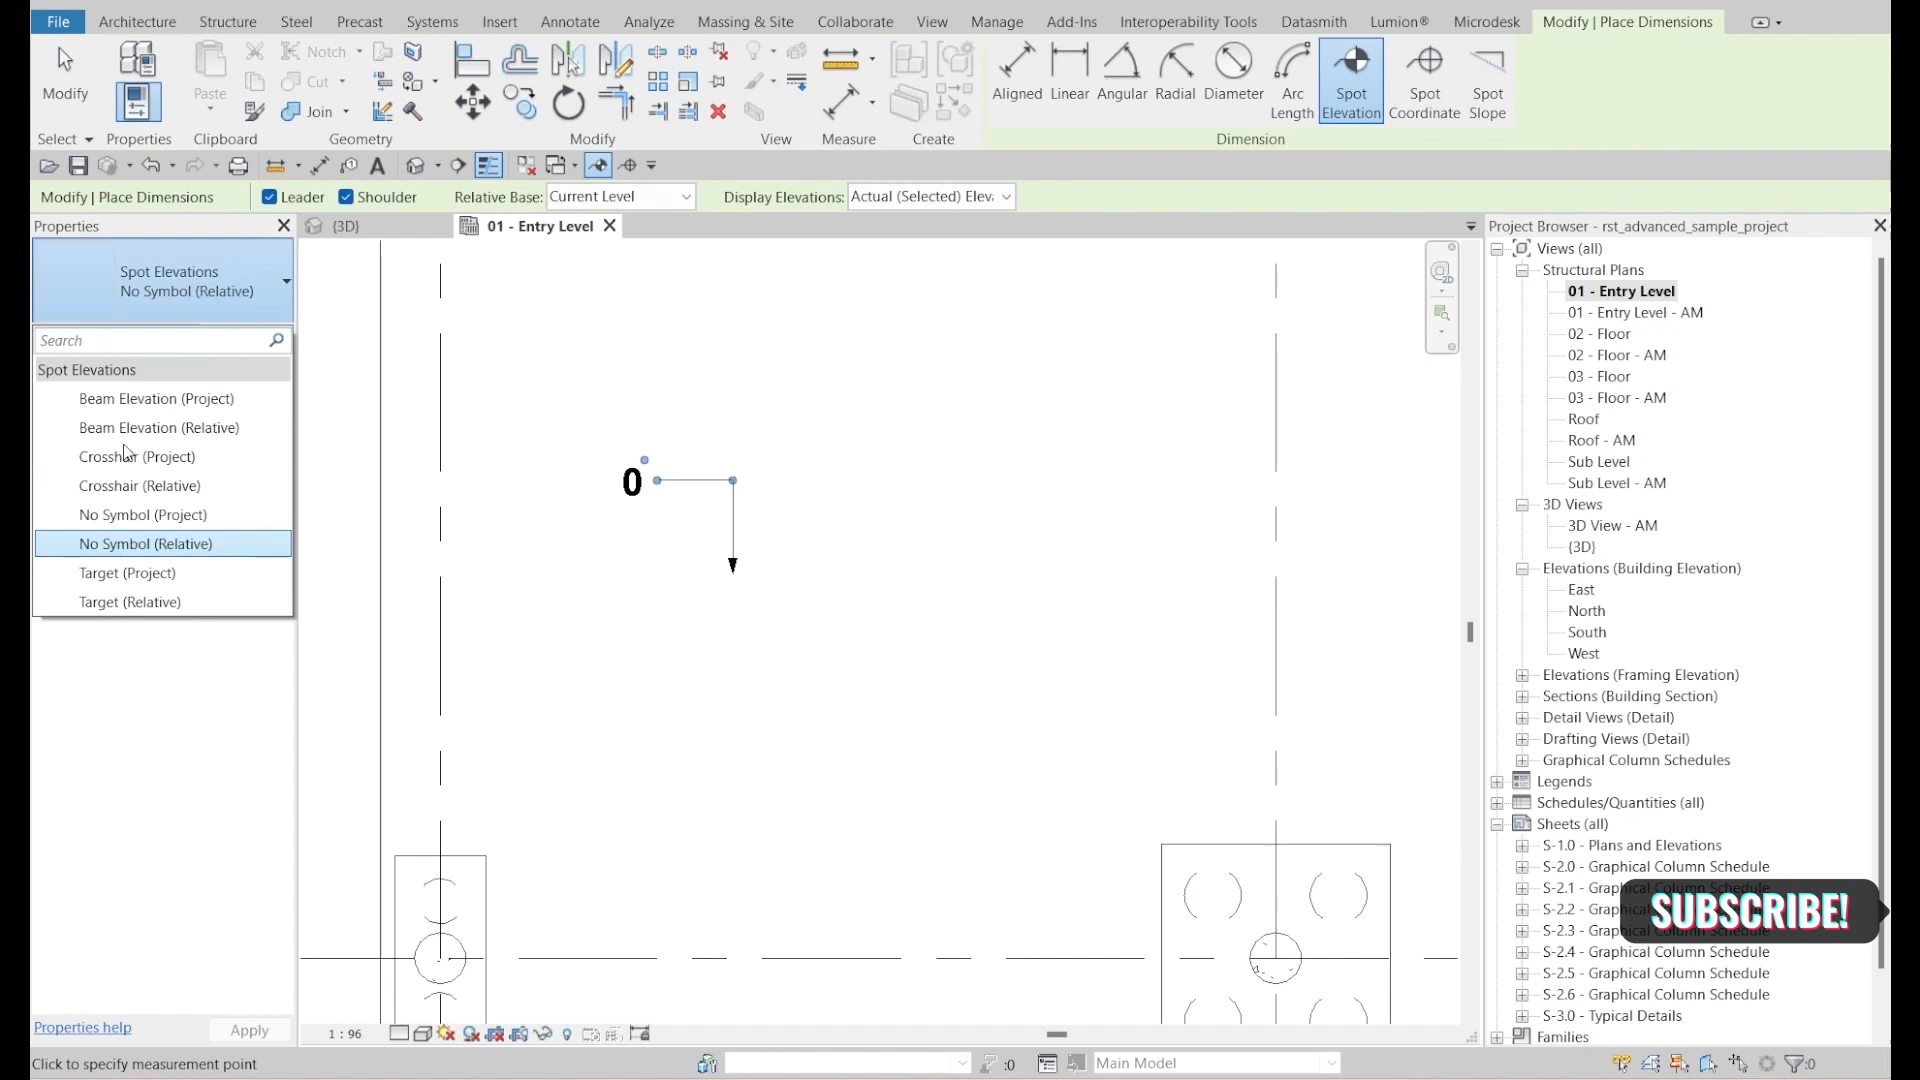 File Architecture Structure Steel Precast Systems Insert Annotate Analyze Massing & Site Collaborate View Manage Add-Ins Interoperability Tools Datasmith Lumion® Microdesk Modify | Place Dimensions
Modify Paste Notch Cut Join
Aligned Linear Angular Radial Diameter Arc Length Spot Elevation Spot Coordinate Spot Slope
Select Properties Clipboard Geometry Modify View Measure Create Dimension
Modify | Place Dimensions Leader Shoulder Relative Base: Current Level Display Elevations: Actual (Selected) Elev
Properties
{3D}
01 - Entry Level
Spot Elevations
No Symbol (Relative)
Search
Spot Elevations
Beam Elevation (Project)
Beam Elevation (Relative)
Crosshair (Project)
Crosshair (Relative)
No Symbol (Project)
No Symbol (Relative)
Target (Project)
Target (Relative)
Properties help
Apply
0
2D
1 : 96
Project Browser - rst_advanced_sample_project
Views (all)
Structural Plans
01 - Entry Level
01 - Entry Level - AM
02 - Floor
02 - Floor - AM
03 - Floor
03 - Floor - AM
Roof
Roof - AM
Sub Level
Sub Level - AM
3D Views
3D View - AM
{3D}
Elevations (Building Elevation)
East
North
South
West
Elevations (Framing Elevation)
Sections (Building Section)
Detail Views (Detail)
Drafting Views (Detail)
Graphical Column Schedules
Legends
Schedules/Quantities (all)
Sheets (all)
S-1.0 - Plans and Elevations
S-2.0 - Graphical Column Schedule
S-2.1 - Graphical Column Schedule
S-2.2 - Grap
S-2.3 - Grap
S-2.4 - Graphical Column Schedule
S-2.5 - Graphical Column Schedule
S-2.6 - Graphical Column Schedule
S-3.0 - Typical Details
Families
SUBSCRIBE!
Click to specify measurement point
:0
Main Model
:0